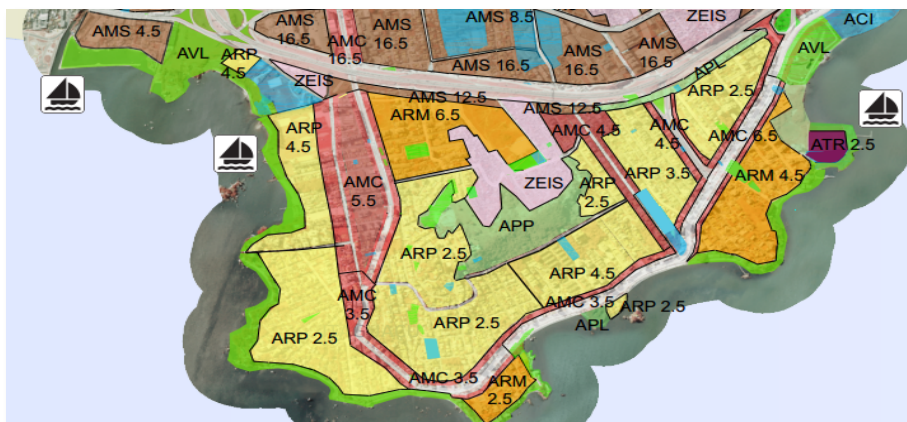 AMS 4.5
AMS
16.5
AMC
16.5
AMS
16.5
AMS 8.5
ZEIS
ACI
AVL
ARP
4.5
ZEIS
AMS 16.5
AMS
16.5
AMS
16.5
APL
AVL
ARP 2.5
AMS 12.5
ARM 6.5
AMS 12.5
AMC 4.5
AMC
4.5
AMC 6.5
ATR 2.5
ARP
4.5
AMC
5.5
ZEIS
ARP
2.5
ARP 3.5
ARM 4.5
APP
ARP 2.5
ARP 4.5
AMC
3.5
AMC 3.5
ARP 2.5
APL
ARP 2.5
ARP 2.5
AMC 3.5
ARM
2.5